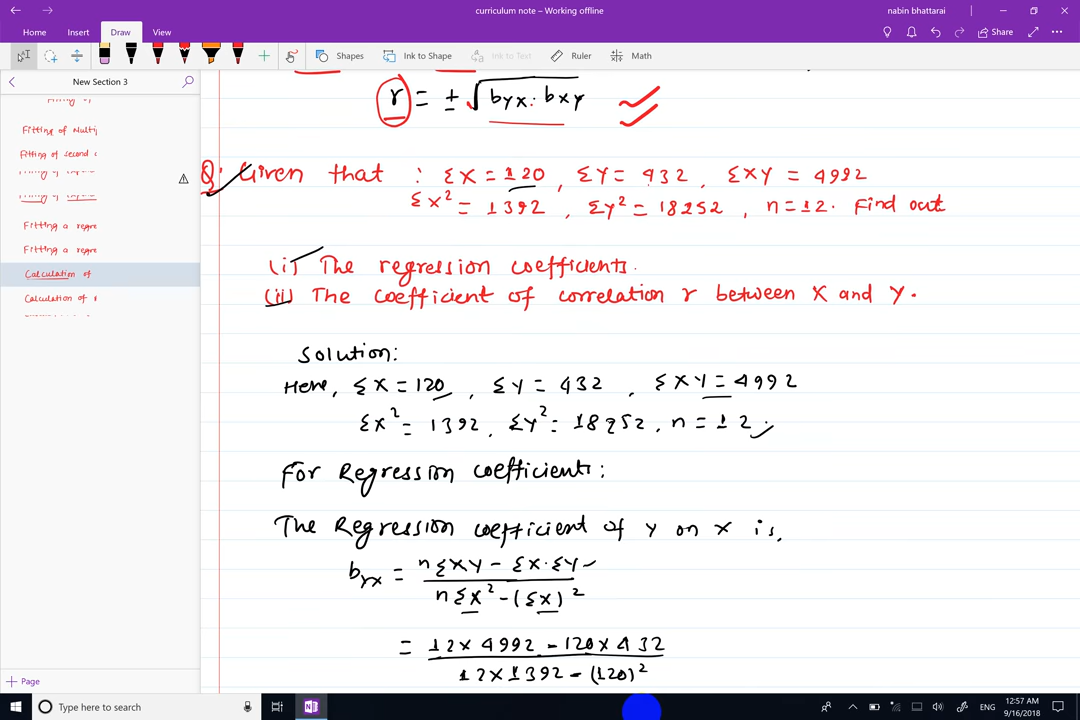 curriculum note – Working offline
nabin bhattarai
Home Insert Draw View
Share
Shapes Ink to Shape Ink to Text Ruler Math
New Section 3
Fitting of Multip
Fitting of second
Fitting a regre
Fitting a regre
Calculation of
Calculation of
Page
r = ± √ byx . bxy
Q. Given that : ΣX = 120 , ΣY = 432 , ΣXY = 4992
ΣX² = 1392 , ΣY² = 18252 , n = 12. Find out
(i) The regression coefficients.
(ii) The coefficient of correlation r between X and Y.
Solution:
Here, ΣX = 120 , ΣY = 432 , ΣXY = 4992
ΣX² = 1392, ΣY² = 18252, n = 12
For Regression coefficients:
The Regression coefficient of Y on X is,
byx = nΣXY - ΣX.ΣY
nΣX² - (ΣX)²
= 12 × 4992 - 120 × 432
12 × 1392 - (120)²
Type here to search
ENG
12:57 AM
9/16/2018